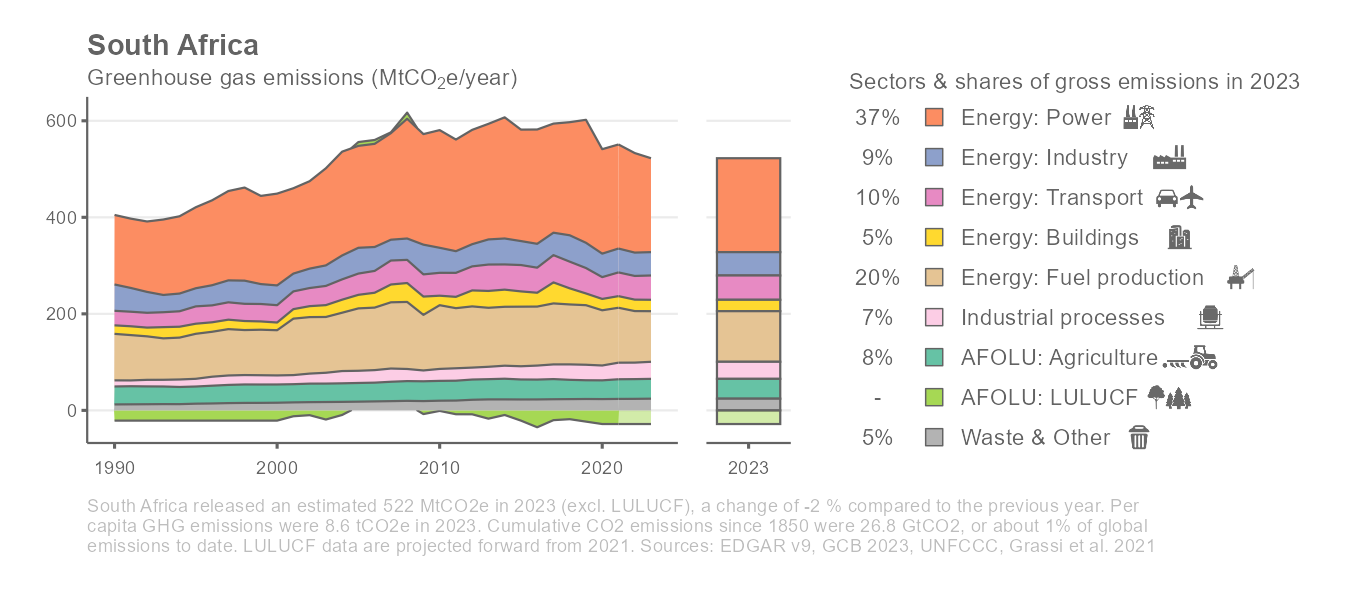 South Africa
Greenhouse gas emissions (MtCO₂e/year)
Sectors & shares of gross emissions in 2023
600
400
200
0
1990
2000
2010
2020
2023
37% Energy: Power
9% Energy: Industry
10% Energy: Transport
5% Energy: Buildings
20% Energy: Fuel production
7% Industrial processes
8% AFOLU: Agriculture
- AFOLU: LULUCF
5% Waste & Other
South Africa released an estimated 522 MtCO2e in 2023 (excl. LULUCF), a change of -2 % compared to the previous year. Per
capita GHG emissions were 8.6 tCO2e in 2023. Cumulative CO2 emissions since 1850 were 26.8 GtCO2, or about 1% of global
emissions to date. LULUCF data are projected forward from 2021. Sources: EDGAR v9, GCB 2023, UNFCCC, Grassi et al. 2021